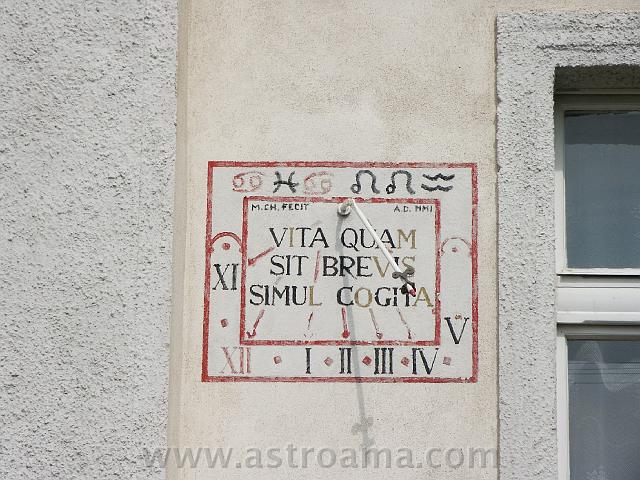 ♋ ♓ ♋ ♌ ♌ ♒
M. CH. FECIT A.D. MMI
VITA QUAM
SIT BREVIS
SIMUL COGITA
XI
V
XII I II III IV
www.astroama.com